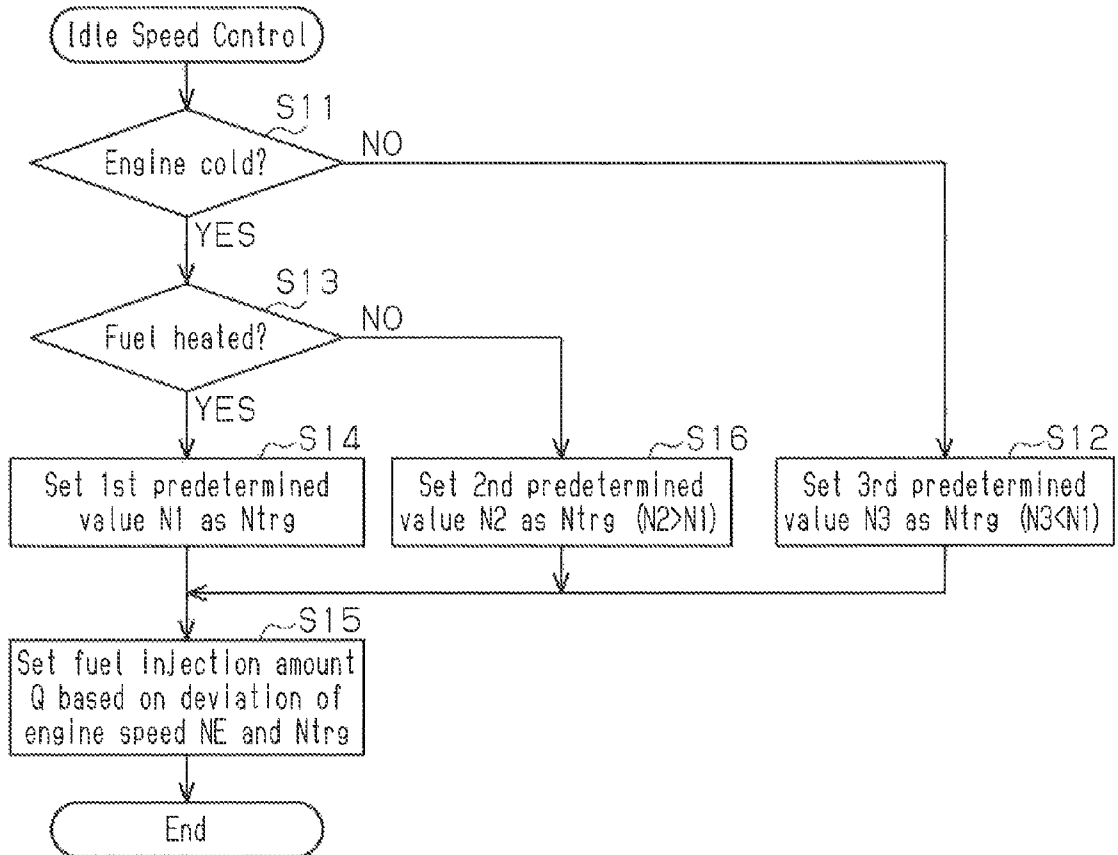 Idle Speed Control
S11
Engine cold?
NO
YES
S13
Fuel heated?
NO
YES
S14
Set 1st predetermined
value N1 as Ntrg
S16
Set 2nd predetermined
value N2 as Ntrg (N2>N1)
S12
Set 3rd predetermined
value N3 as Ntrg (N3<N1)
S15
Set fuel injection amount
Q based on deviation of
engine speed NE and Ntrg
End